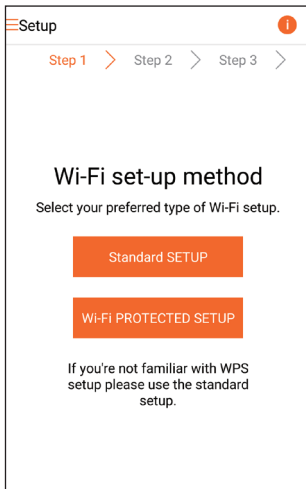 Setup
i
Step 1 Step 2 Step 3
Wi-Fi set-up method
Select your preferred type of Wi-Fi setup.
Standard SETUP
Wi-Fi PROTECTED SETUP
If you're not familiar with WPS
setup please use the standard
setup.